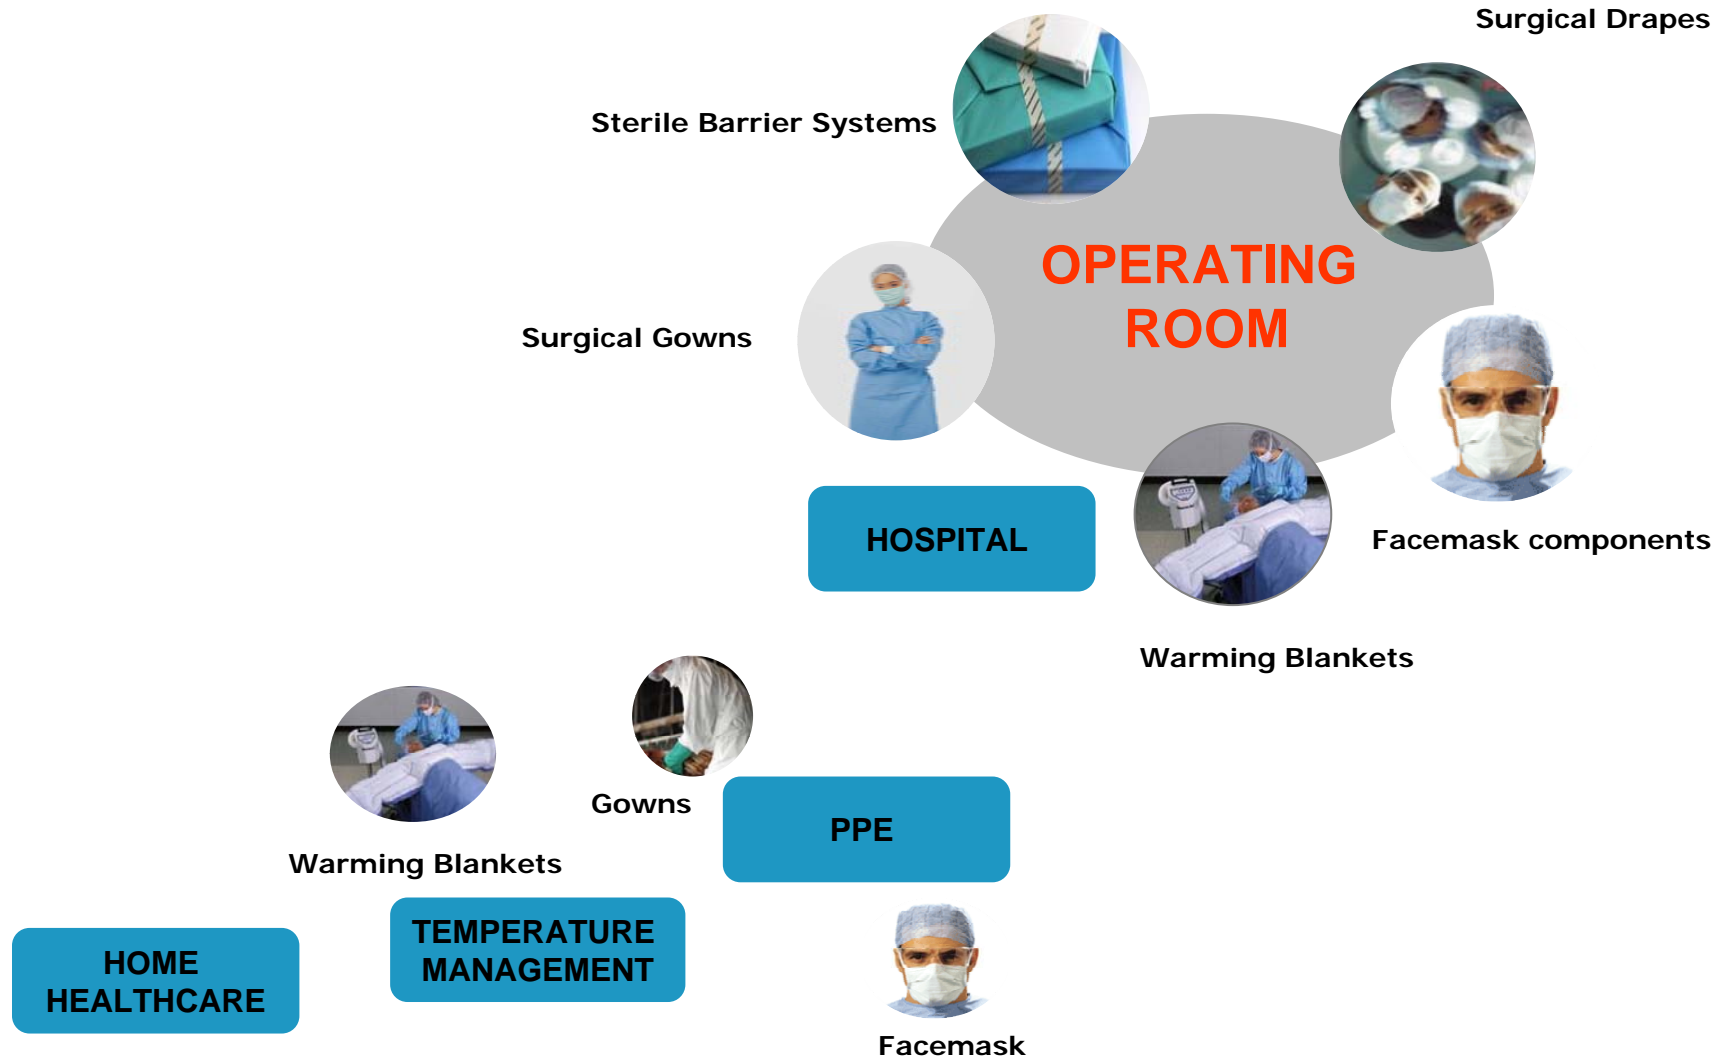 Surgical Drapes
Sterile Barrier Systems
OPERATING
ROOM
Surgical Gowns
HOSPITAL
Facemask components
Warming Blankets
Gowns
PPE
Warming Blankets
TEMPERATURE
MANAGEMENT
HOME
HEALTHCARE
Facemask